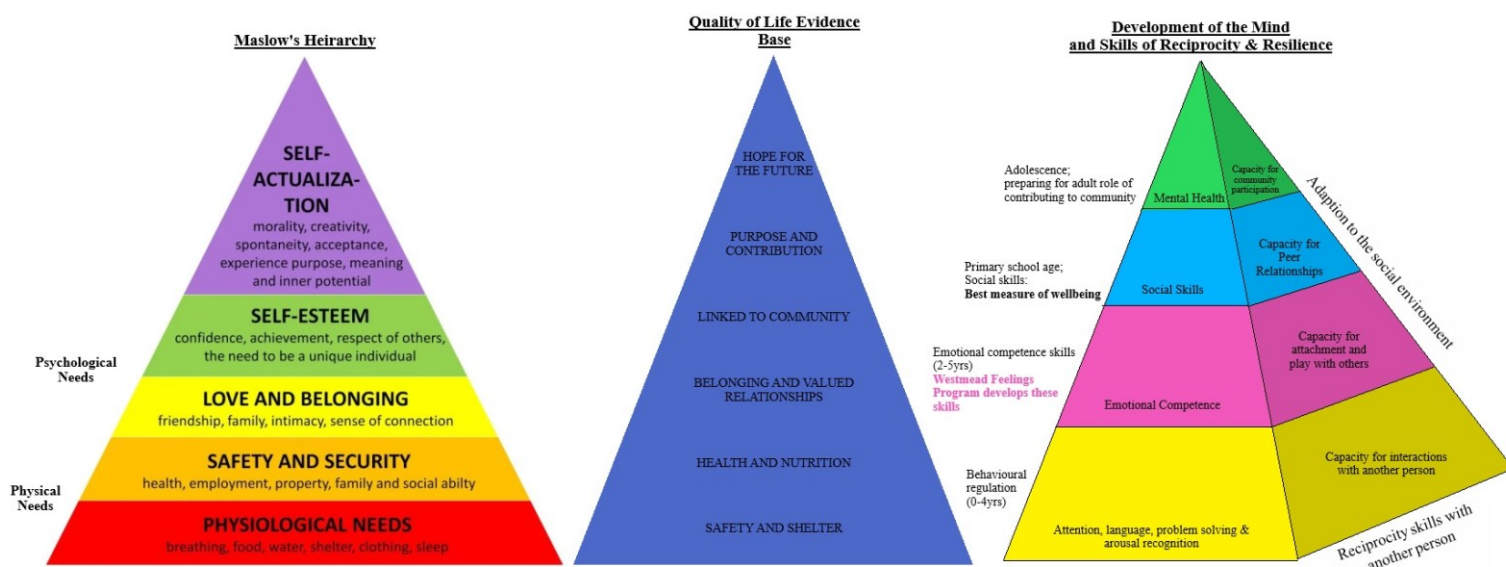 Maslow's Heirarchy
SELF-
ACTUALIZA-
TION
morality, creativity,
spontaneity, acceptance,
experience purpose, meaning
and inner potential
SELF-ESTEEM
confidence, achievement, respect of others,
the need to be a unique individual
Psychological
Needs
LOVE AND BELONGING
friendship, family, intimacy, sense of connection
SAFETY AND SECURITY
health, employment, property, family and social abilty
Physical
Needs
PHYSIOLOGICAL NEEDS
breathing, food, water, shelter, clothing, sleep
Quality of Life Evidence
Base
HOPE FOR
THE FUTURE
PURPOSE AND
CONTRIBUTION
LINKED TO COMMUNITY
BELONGING AND VALUED
RELATIONSHIPS
HEALTH AND NUTRITION
SAFETY AND SHELTER
Development of the Mind
and Skills of Reciprocity & Resilience
Adolescence;
preparing for adult role of
contributing to community
Mental Health
Capacity for
community
participation
Primary school age;
Social skills:
Best measure of wellbeing
Social Skills
Capacity for
Peer
Relationships
Emotional competence skills
(2-5yrs)
Westmead Feelings
Program develops these
skills
Emotional Competence
Capacity for
attachment and
play with others
Behavioural
regulation
(0-4yrs)
Attention, language, problem solving &
arousal recognition
Capacity for interactions
with another person
Adaption to the social environment
Reciprocity skills with
another person